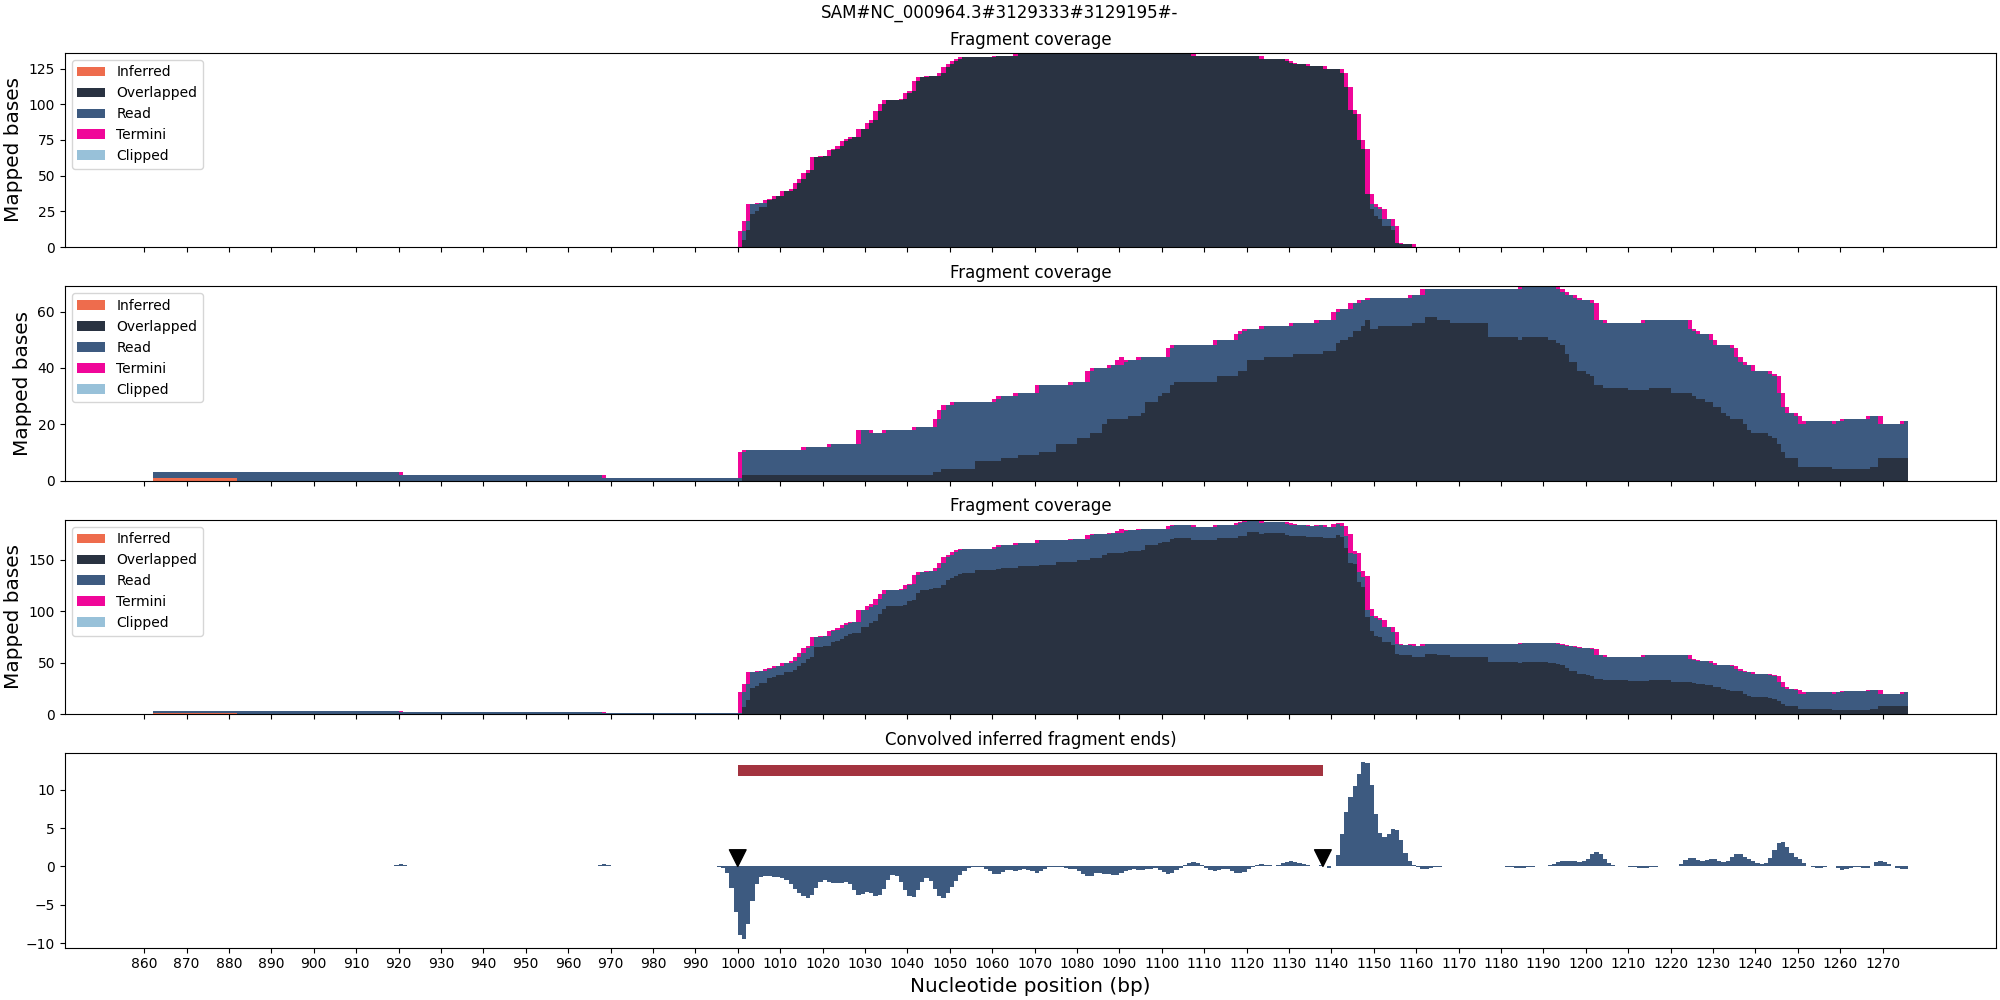 SAM#NC_000964.3#3129333#3129195#-
Fragment coverage
Mapped bases
125
100
75
50
25
0
Inferred
Overlapped
Read
Termini
Clipped
Fragment coverage
Mapped bases
60
40
20
0
Inferred
Overlapped
Read
Termini
Clipped
Fragment coverage
Mapped bases
150
100
50
0
Inferred
Overlapped
Read
Termini
Clipped
Convolved inferred fragment ends)
10
5
0
−5
−10
860 870 880 890 900 910 920 930 940 950 960 970 980 990 1000 1010 1020 1030 1040 1050 1060 1070 1080 1090 1100 1110 1120 1130 1140 1150 1160 1170 1180 1190 1200 1210 1220 1230 1240 1250 1260 1270
Nucleotide position (bp)